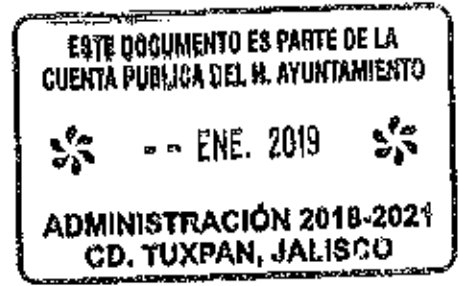 ESTE DOCUMENTO ES PARTE DE LA
CUENTA PUBLICA DEL H. AYUNTAMIENTO
-- ENE. 2019
ADMINISTRACIÓN 2018-2021
CD. TUXPAN, JALISCO